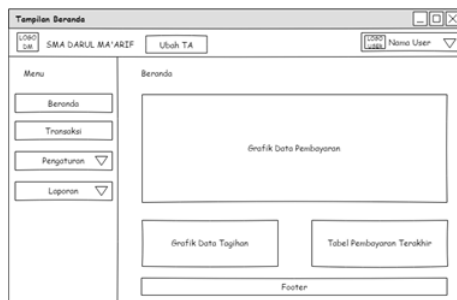 Tampilan Beranda
LOGO DM
SMA DARUL MA'ARIF
Ubah TA
LOGO USER
Nama User
Menu
Beranda
Beranda
Transaksi
Pengaturan
Laporan
Grafik Data Pembayaran
Grafik Data Tagihan
Tabel Pembayaran Terakhir
Footer